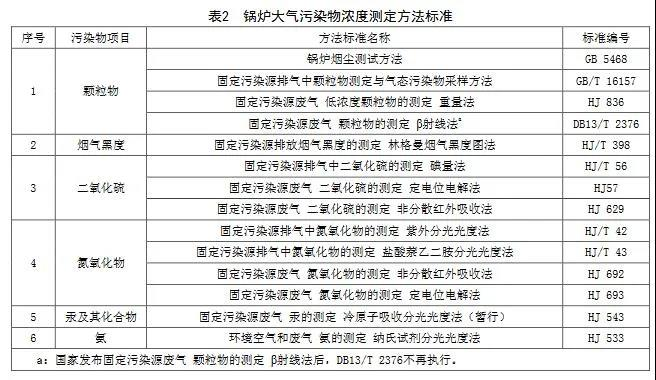 表2 锅炉大气污染物浓度测定方法标准
序号 污染物项目 方法标准名称 标准编号
1 颗粒物 锅炉烟尘测试方法 GB 5468
固定污染源排气中颗粒物测定与气态污染物采样方法 GB/T 16157
固定污染源废气 低浓度颗粒物的测定 重量法 HJ 836
固定污染源废气 颗粒物的测定 β射线法a DB13/T 2376
2 烟气黑度 固定污染源排放烟气黑度的测定 林格曼烟气黑度图法 HJ/T 398
3 二氧化硫 固定污染源排气中二氧化硫的测定 碘量法 HJ/T 56
固定污染源废气 二氧化硫的测定 定电位电解法 HJ57
固定污染源废气 二氧化硫的测定 非分散红外吸收法 HJ 629
4 氮氧化物 固定污染源排气中氮氧化物的测定 紫外分光光度法 HJ/T 42
固定污染源排气中氮氧化物的测定 盐酸萘乙二胺分光光度法 HJ/T 43
固定污染源废气 氮氧化物的测定 非分散红外吸收法 HJ 692
固定污染源废气 氮氧化物的测定 定电位电解法 HJ 693
5 汞及其化合物 固定污染源废气 汞的测定 冷原子吸收分光光度法（暂行） HJ 543
6 氨 环境空气和废气 氨的测定 纳氏试剂分光光度法 HJ 533
a：国家发布固定污染源废气 颗粒物的测定 β射线法后，DB13/T 2376不再执行。